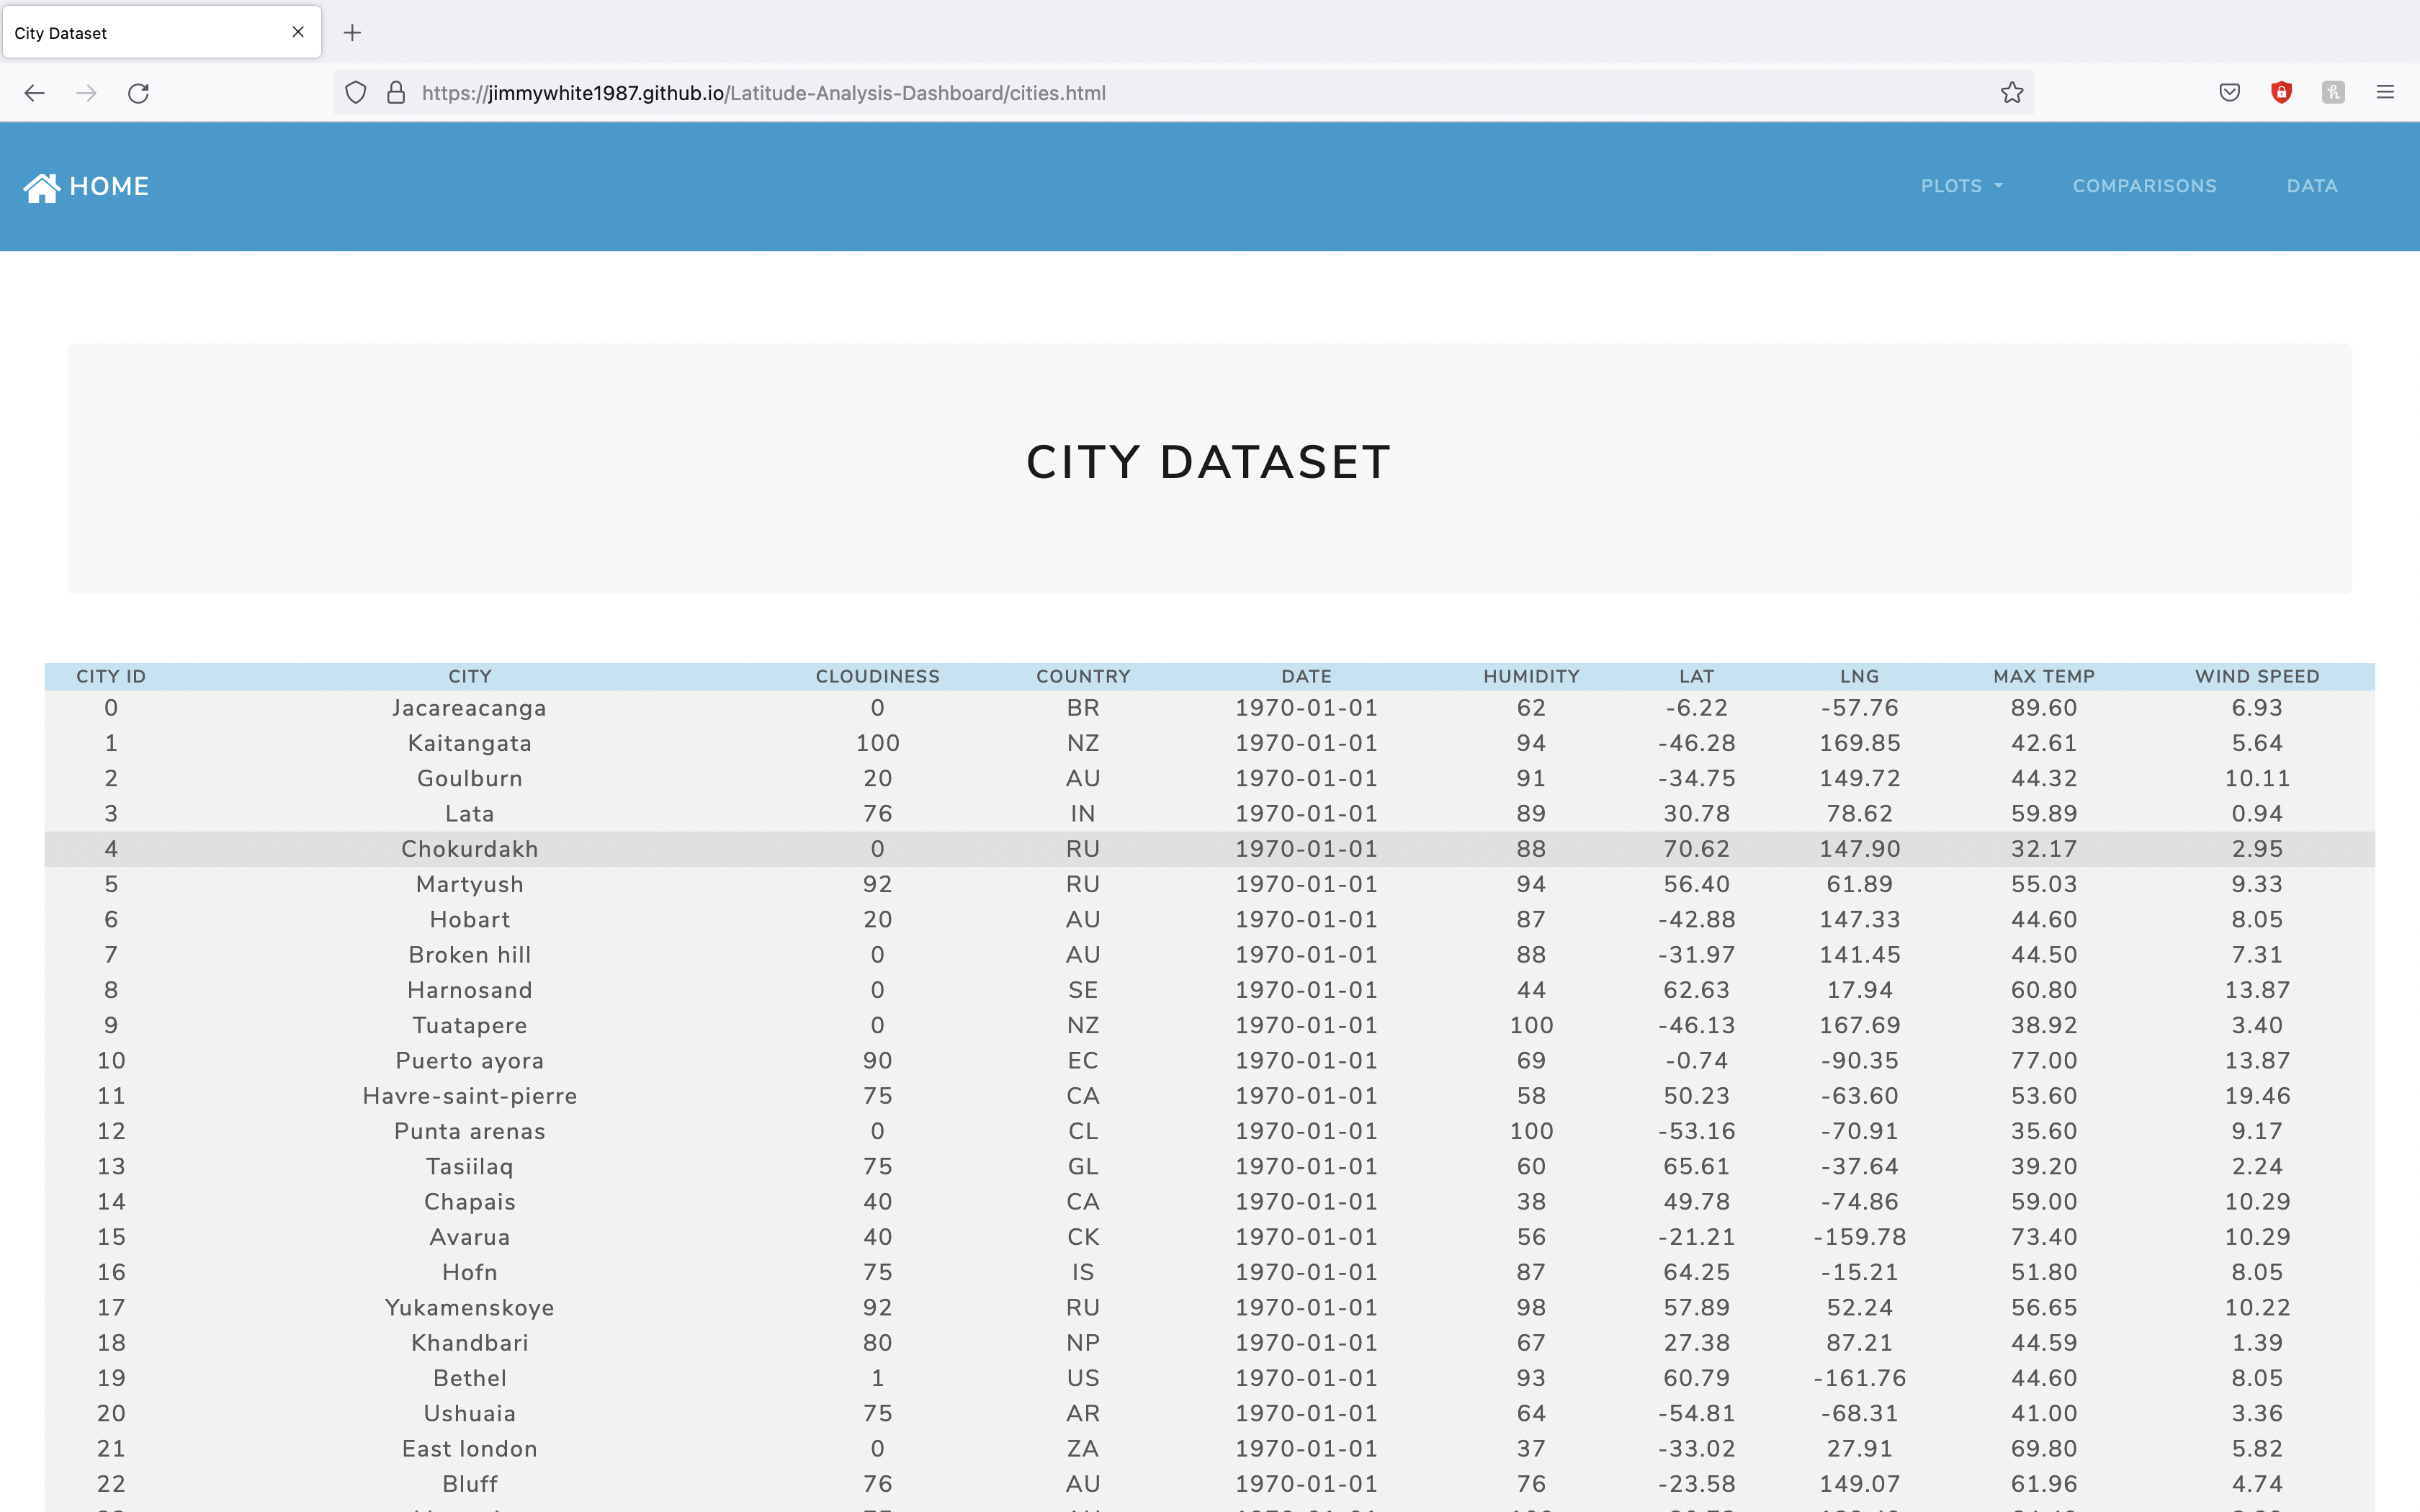 City Dataset
https://jimmywhite1987.github.io/Latitude-Analysis-Dashboard/cities.html
HOME PLOTS COMPARISONS DATA
CITY DATASET
CITY ID CITY CLOUDINESS COUNTRY DATE HUMIDITY LAT LNG MAX TEMP WIND SPEED
0 Jacareacanga 0 BR 1970-01-01 62 -6.22 -57.76 89.60 6.93
1 Kaitangata 100 NZ 1970-01-01 94 -46.28 169.85 42.61 5.64
2 Goulburn 20 AU 1970-01-01 91 -34.75 149.72 44.32 10.11
3 Lata 76 IN 1970-01-01 89 30.78 78.62 59.89 0.94
4 Chokurdakh 0 RU 1970-01-01 88 70.62 147.90 32.17 2.95
5 Martyush 92 RU 1970-01-01 94 56.40 61.89 55.03 9.33
6 Hobart 20 AU 1970-01-01 87 -42.88 147.33 44.60 8.05
7 Broken hill 0 AU 1970-01-01 88 -31.97 141.45 44.50 7.31
8 Harnosand 0 SE 1970-01-01 44 62.63 17.94 60.80 13.87
9 Tuatapere 0 NZ 1970-01-01 100 -46.13 167.69 38.92 3.40
10 Puerto ayora 90 EC 1970-01-01 69 -0.74 -90.35 77.00 13.87
11 Havre-saint-pierre 75 CA 1970-01-01 58 50.23 -63.60 53.60 19.46
12 Punta arenas 0 CL 1970-01-01 100 -53.16 -70.91 35.60 9.17
13 Tasiilaq 75 GL 1970-01-01 60 65.61 -37.64 39.20 2.24
14 Chapais 40 CA 1970-01-01 38 49.78 -74.86 59.00 10.29
15 Avarua 40 CK 1970-01-01 56 -21.21 -159.78 73.40 10.29
16 Hofn 75 IS 1970-01-01 87 64.25 -15.21 51.80 8.05
17 Yukamenskoye 92 RU 1970-01-01 98 57.89 52.24 56.65 10.22
18 Khandbari 80 NP 1970-01-01 67 27.38 87.21 44.59 1.39
19 Bethel 1 US 1970-01-01 93 60.79 -161.76 44.60 8.05
20 Ushuaia 75 AR 1970-01-01 64 -54.81 -68.31 41.00 3.36
21 East london 0 ZA 1970-01-01 37 -33.02 27.91 69.80 5.82
22 Bluff 76 AU 1970-01-01 76 -23.58 149.07 61.96 4.74